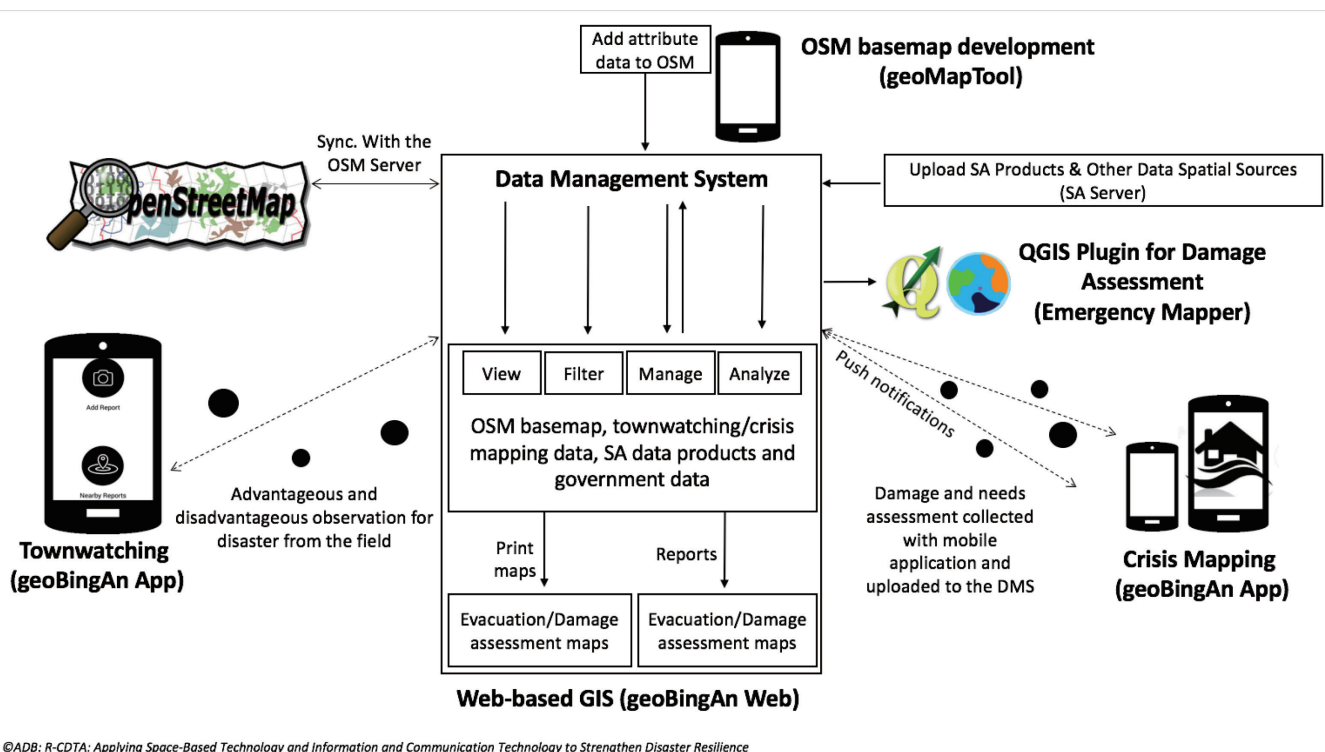 Add attribute
data to OSM
OSM basemap development
(geoMapTool)
Sync. With the
OSM Server
penStreetMap
Data Management System
Upload SA Products & Other Data Spatial Sources
(SA Server)
QGIS Plugin for Damage
Assessment
(Emergency Mapper)
View
Filter
Manage
Analyze
OSM basemap, townwatching/crisis
mapping data, SA data products and
government data
Push notifications
Add Report
Nearby Reports
Townwatching
(geoBingAn App)
Advantageous and
disadvantageous observation for
disaster from the field
Damage and needs
assessment collected
with mobile
application and
uploaded to the DMS
Crisis Mapping
(geoBingAn App)
Print
maps
Reports
Evacuation/Damage
assessment maps
Evacuation/Damage
assessment maps
Web-based GIS (geoBingAn Web)
©ADB: R-CDTA: Applying Space-Based Technology and Information and Communication Technology to Strengthen Disaster Resilience